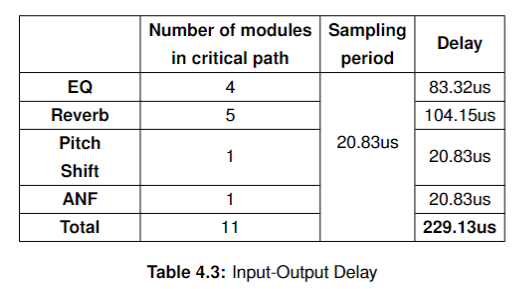 Number of modules Sampling Delay
in critical path period
EQ 4 83.32us
Reverb 5 104.15us
20.83us
Pitch
Shift 1 20.83us
ANF 1 20.83us
Total 11 229.13us
Table 4.3: Input-Output Delay